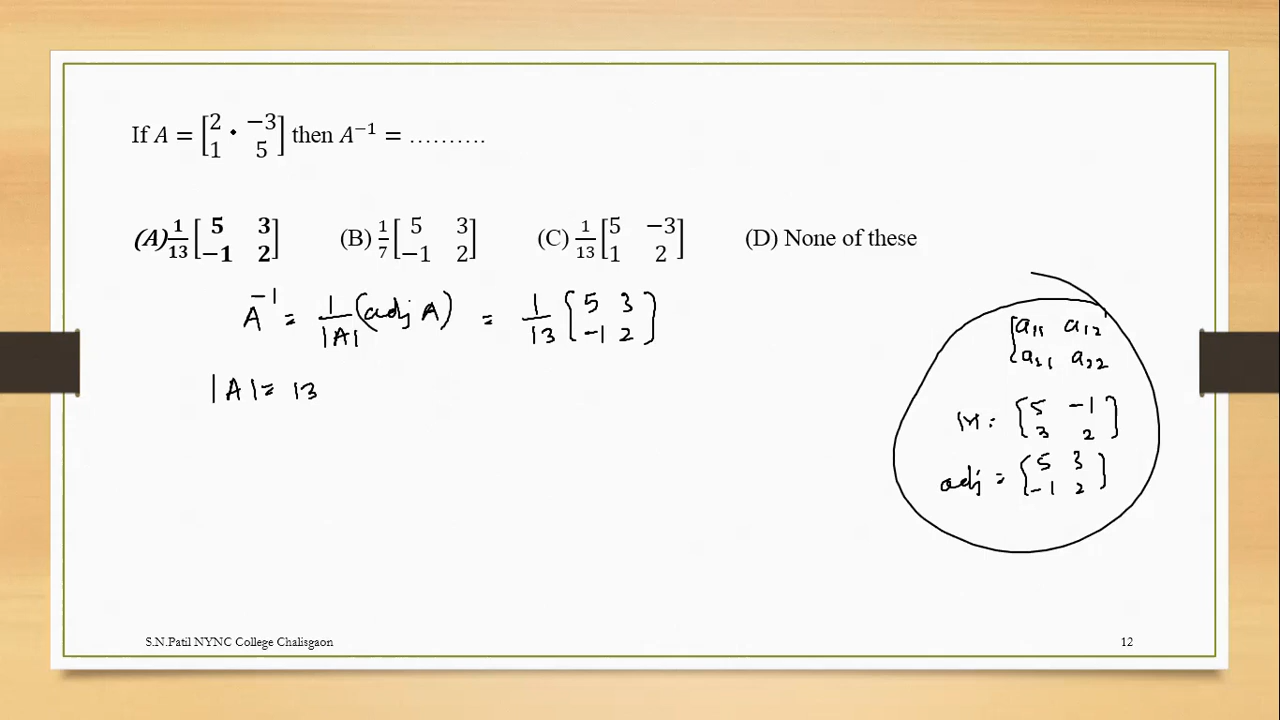 If A = [2 −3; 1 5] then A⁻¹ = ..........
(A) 1/13 [5 3; −1 2] (B) 1/7 [5 3; −1 2] (C) 1/13 [5 −3; 1 2] (D) None of these
A⁻¹ = 1/|A| (adj A) = 1/13 [5 3; -1 2]
|A| = 13
[a₁₁ a₁₂
a₂₁ a₂₂
M = [5 -1; 3 2]
adj = [5 3; -1 2]
S.N.Patil NYNC College Chalisgaon 12